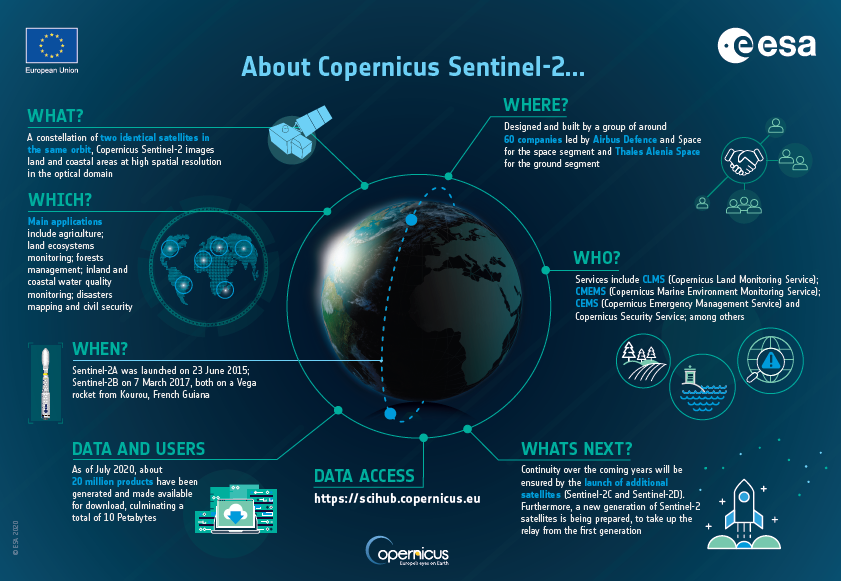 European Union
esa
About Copernicus Sentinel-2...
WHAT?
A constellation of two identical satellites in
the same orbit, Copernicus Sentinel-2 images
land and coastal areas at high spatial resolution
in the optical domain
WHERE?
Designed and built by a group of around
60 companies led by Airbus Defence and Space
for the space segment and Thales Alenia Space
for the ground segment
WHICH?
Main applications
include agriculture;
land ecosystems
monitoring; forests
management; inland and
coastal water quality
monitoring; disasters
mapping and civil security
WHO?
Services include CLMS (Copernicus Land Monitoring Service);
CMEMS (Copernicus Marine Environment Monitoring Service);
CEMS (Copernicus Emergency Management Service) and
Copernicus Security Service; among others
WHEN?
Sentinel-2A was launched on 23 June 2015;
Sentinel-2B on 7 March 2017, both on a Vega
rocket from Kourou, French Guiana
DATA AND USERS
As of July 2020, about
20 million products have been
generated and made available
for download, culminating a
total of 10 Petabytes
DATA ACCESS
https://scihub.copernicus.eu
WHATS NEXT?
Continuity over the coming years will be
ensured by the launch of additional
satellites (Sentinel-2C and Sentinel-2D).
Furthermore, a new generation of Sentinel-2
satellites is being prepared, to take up the
relay from the first generation
opernicus
Europe's eyes on Earth
© ESA 2020